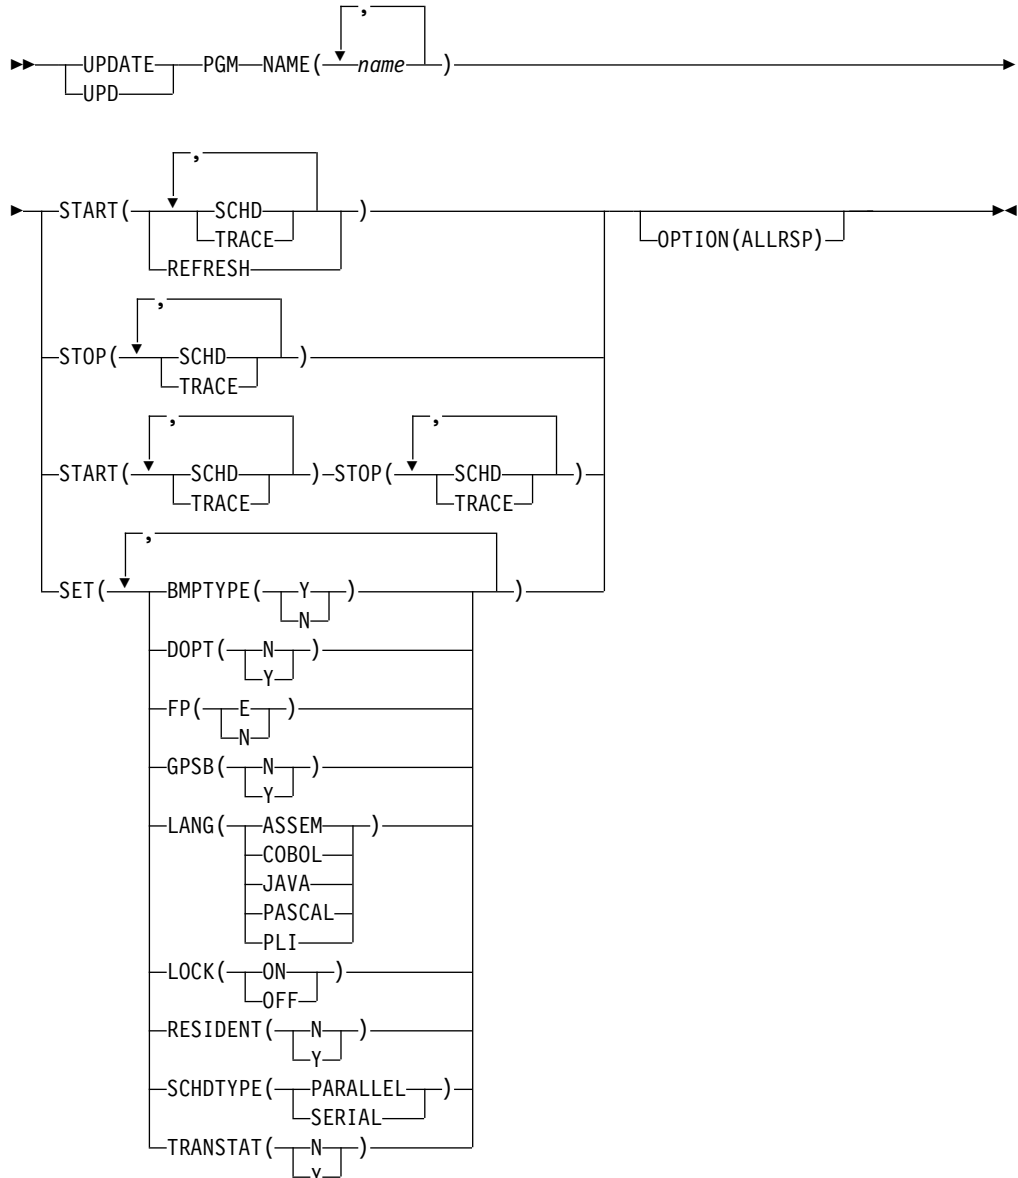 ,
UPDATE PGM NAME( name )
UPD
,
START( SCHD )
TRACE OPTION(ALLRSP)
REFRESH
,
STOP( SCHD )
TRACE
, ,
START( SCHD ) STOP( SCHD )
TRACE TRACE
,
SET( BMPTYPE( Y ) )
N
DOPT( N )
Y
FP( E )
N
GPSB( N )
Y
LANG( ASSEM )
COBOL
JAVA
PASCAL
PLI
LOCK( ON )
OFF
RESIDENT( N )
Y
SCHDTYPE( PARALLEL )
SERIAL
TRANSTAT( N )
Y